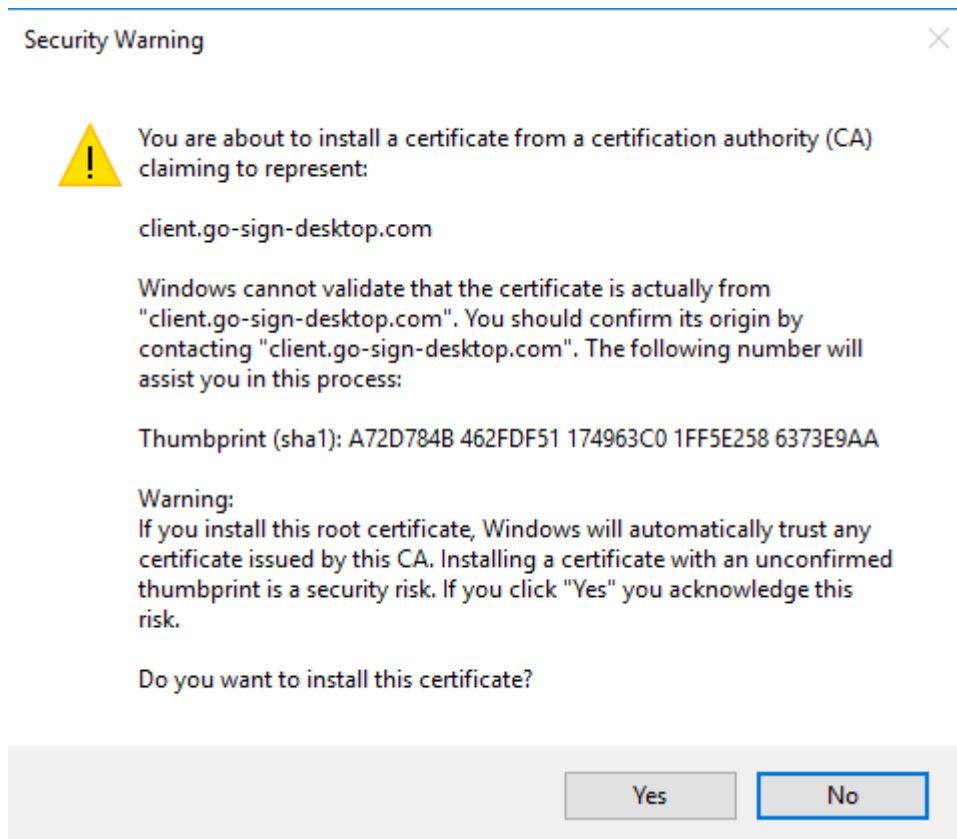 Security Warning
You are about to install a certificate from a certification authority (CA)
claiming to represent:
client.go-sign-desktop.com
Windows cannot validate that the certificate is actually from
"client.go-sign-desktop.com". You should confirm its origin by
contacting "client.go-sign-desktop.com". The following number will
assist you in this process:
Thumbprint (sha1): A72D784B 462FDF51 174963C0 1FF5E258 6373E9AA
Warning:
If you install this root certificate, Windows will automatically trust any
certificate issued by this CA. Installing a certificate with an unconfirmed
thumbprint is a security risk. If you click "Yes" you acknowledge this
risk.
Do you want to install this certificate?
Yes
No